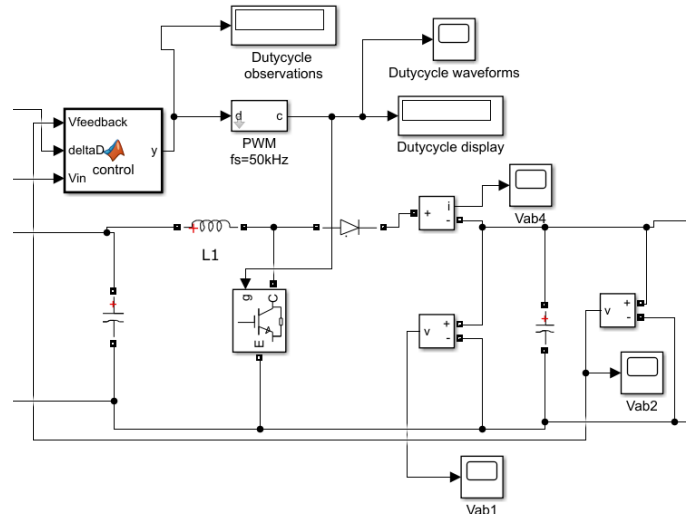 Dutycycle
observations
Dutycycle waveforms
Vfeedback
deltaD
Vin
y
control
d
c
PWM
fs=50kHz
Dutycycle display
+
i
-
Vab4
+
L1
+
g
C
E
v
+
-
+
v
+
-
Vab2
Vab1